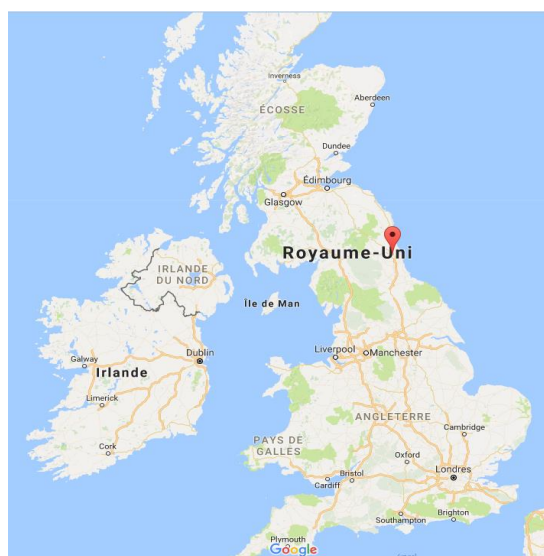 Inverness
Aberdeen
ÉCOSSE
Dundee
Édimbourg
Glasgow
Royaume-Uni
IRLANDE
DU NORD
Île de Man
Galway
Dublin
Irlande
Liverpool
Manchester
Limerick
ANGLETERRE
Cambridge
Cork
PAYS DE
GALLES
Oxford
Londres
Cardiff
Bristol
Southampton
Brighton
Plymouth
Google